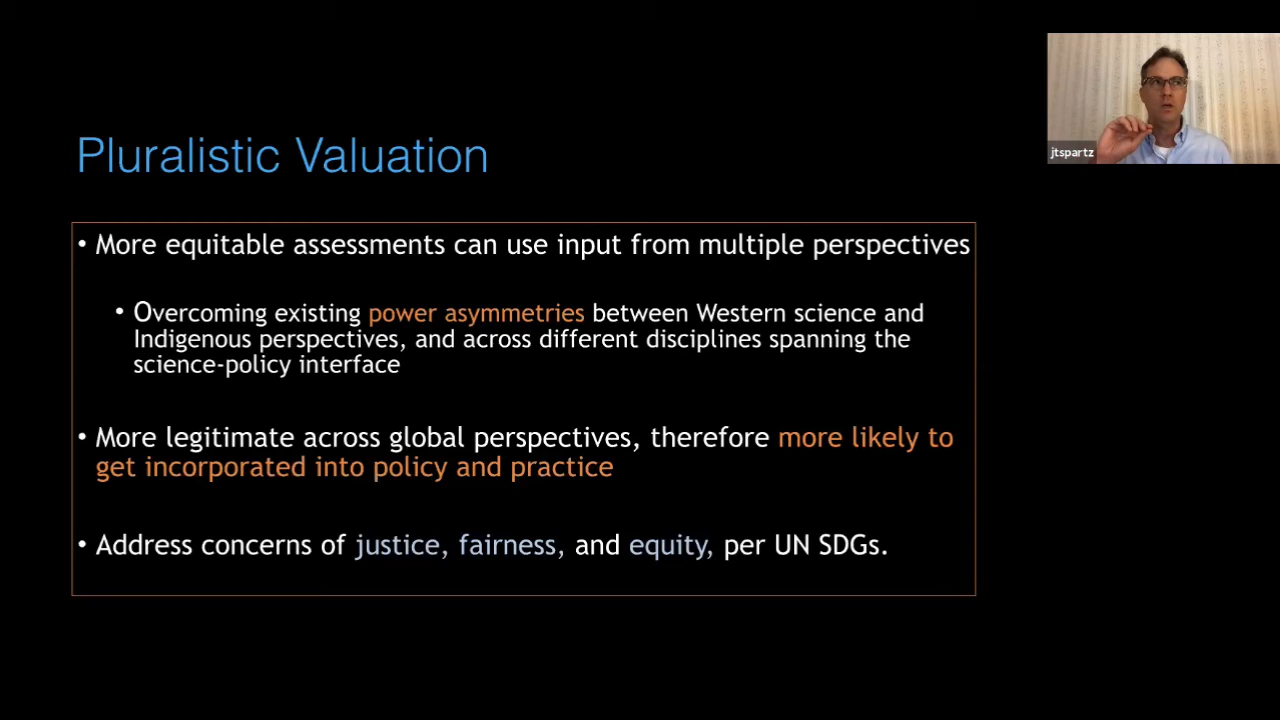 Pluralistic Valuation
• More equitable assessments can use input from multiple perspectives
• Overcoming existing power asymmetries between Western science and
Indigenous perspectives, and across different disciplines spanning the
science-policy interface
• More legitimate across global perspectives, therefore more likely to
get incorporated into policy and practice
• Address concerns of justice, fairness, and equity, per UN SDGs.
jtspartz